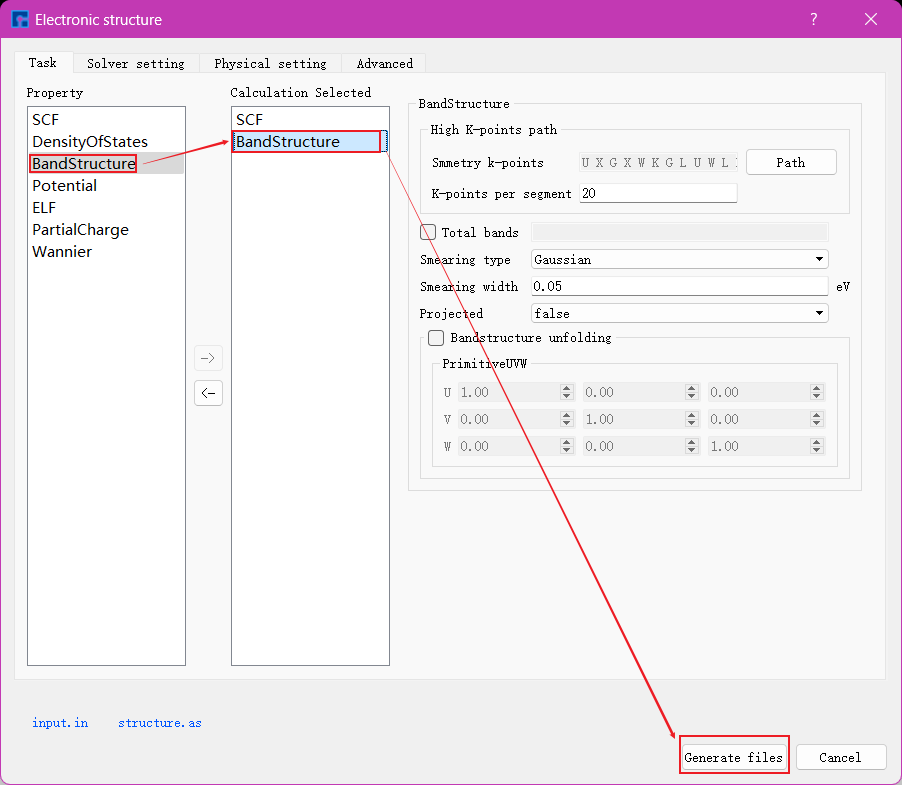 Electronic structure
?
Task Solver setting Physical setting Advanced
Property
SCF
DensityOfStates
BandStructure
Potential
ELF
PartialCharge
Wannier
Calculation Selected
SCF
BandStructure
BandStructure
High K-points path
Smmetry k-points U X G X W K G L U W L Path
K-points per segment 20
Total bands
Smearing type Gaussian
Smearing width 0.05 eV
Projected false
Bandstructure unfolding
PrimitiveUVW
U 1.00 0.00 0.00
V 0.00 1.00 0.00
W 0.00 0.00 1.00
input.in structure.as
Generate files Cancel